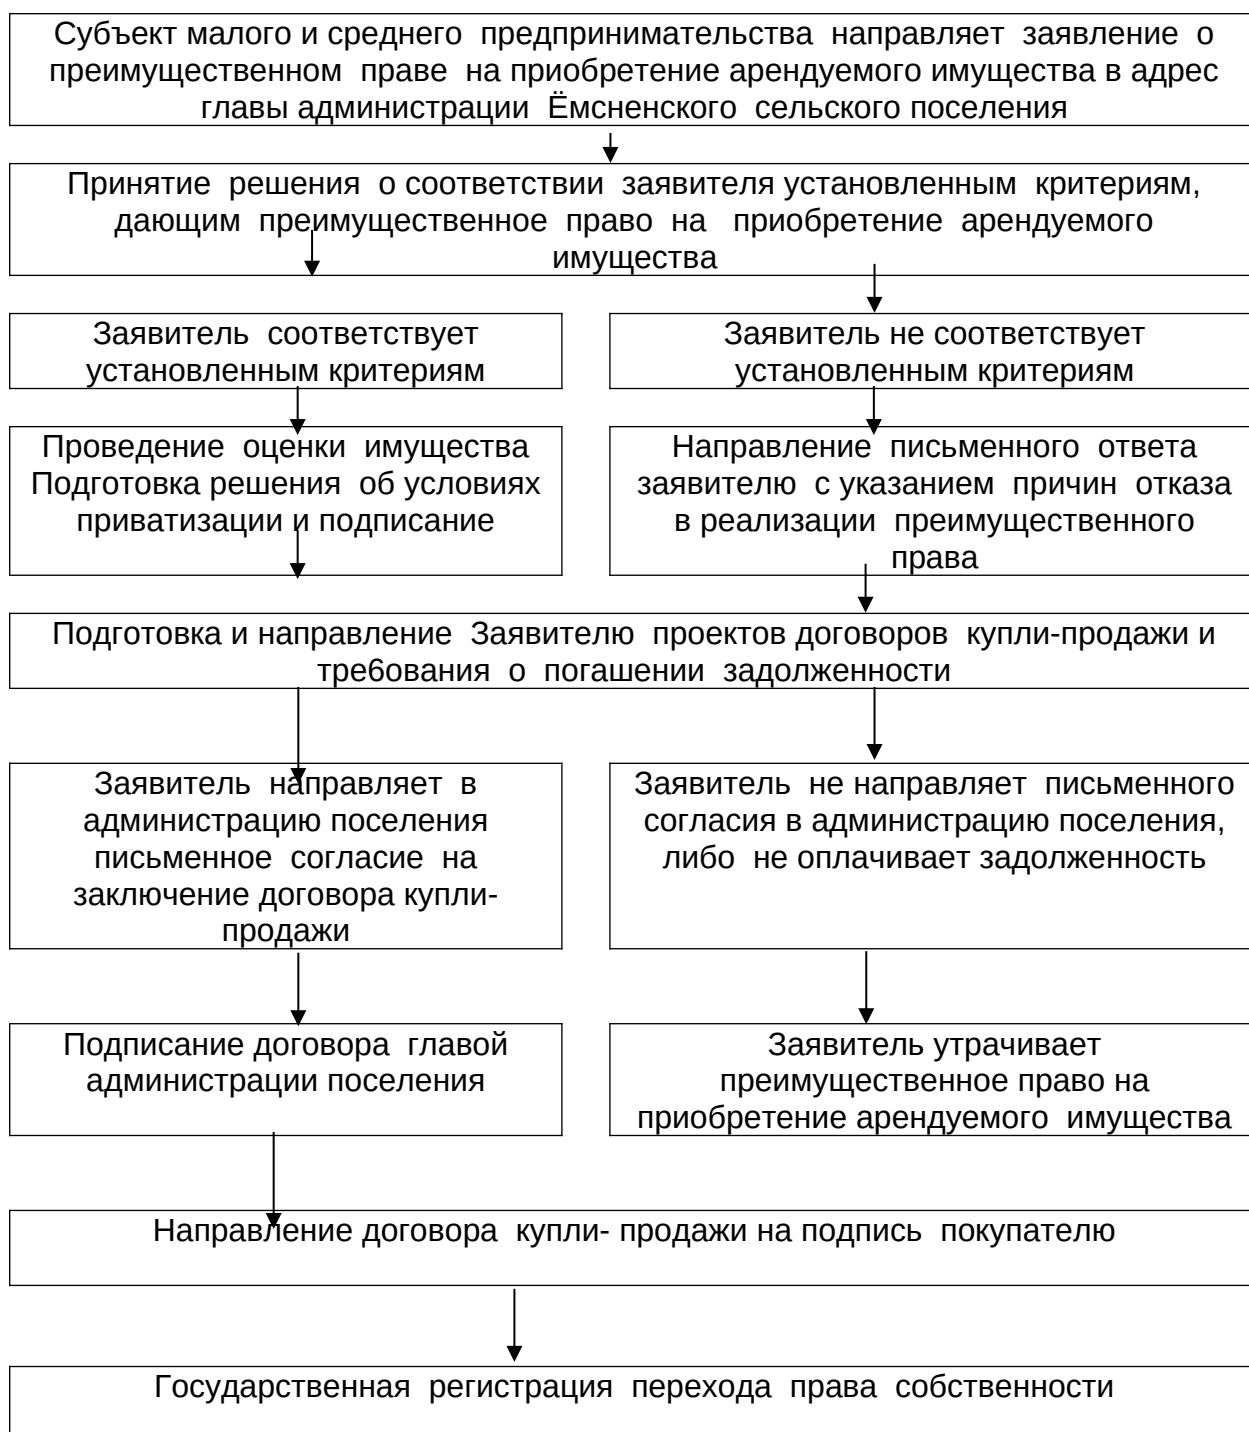 Субъект малого и среднего предпринимательства направляет заявление о
преимущественном праве на приобретение арендуемого имущества в адрес
главы администрации Ёмсненского сельского поселения
Принятие решения о соответствии заявителя установленным критериям,
дающим преимущественное право на приобретение арендуемого
имущества
Заявитель соответствует
установленным критериям
Заявитель не соответствует
установленным критериям
Проведение оценки имущества
Подготовка решения об условиях
приватизации и подписание
Направление письменного ответа
заявителю с указанием причин отказа
в реализации преимущественного
права
Подготовка и направление Заявителю проектов договоров купли-продажи и
требования о погашении задолженности
Заявитель направляет в
администрацию поселения
письменное согласие на
заключение договора купли-
продажи
Заявитель не направляет письменного
согласия в администрацию поселения,
либо не оплачивает задолженность
Подписание договора главой
администрации поселения
Заявитель утрачивает
преимущественное право на
приобретение арендуемого имущества
Направление договора купли- продажи на подпись покупателю
Государственная регистрация перехода права собственности